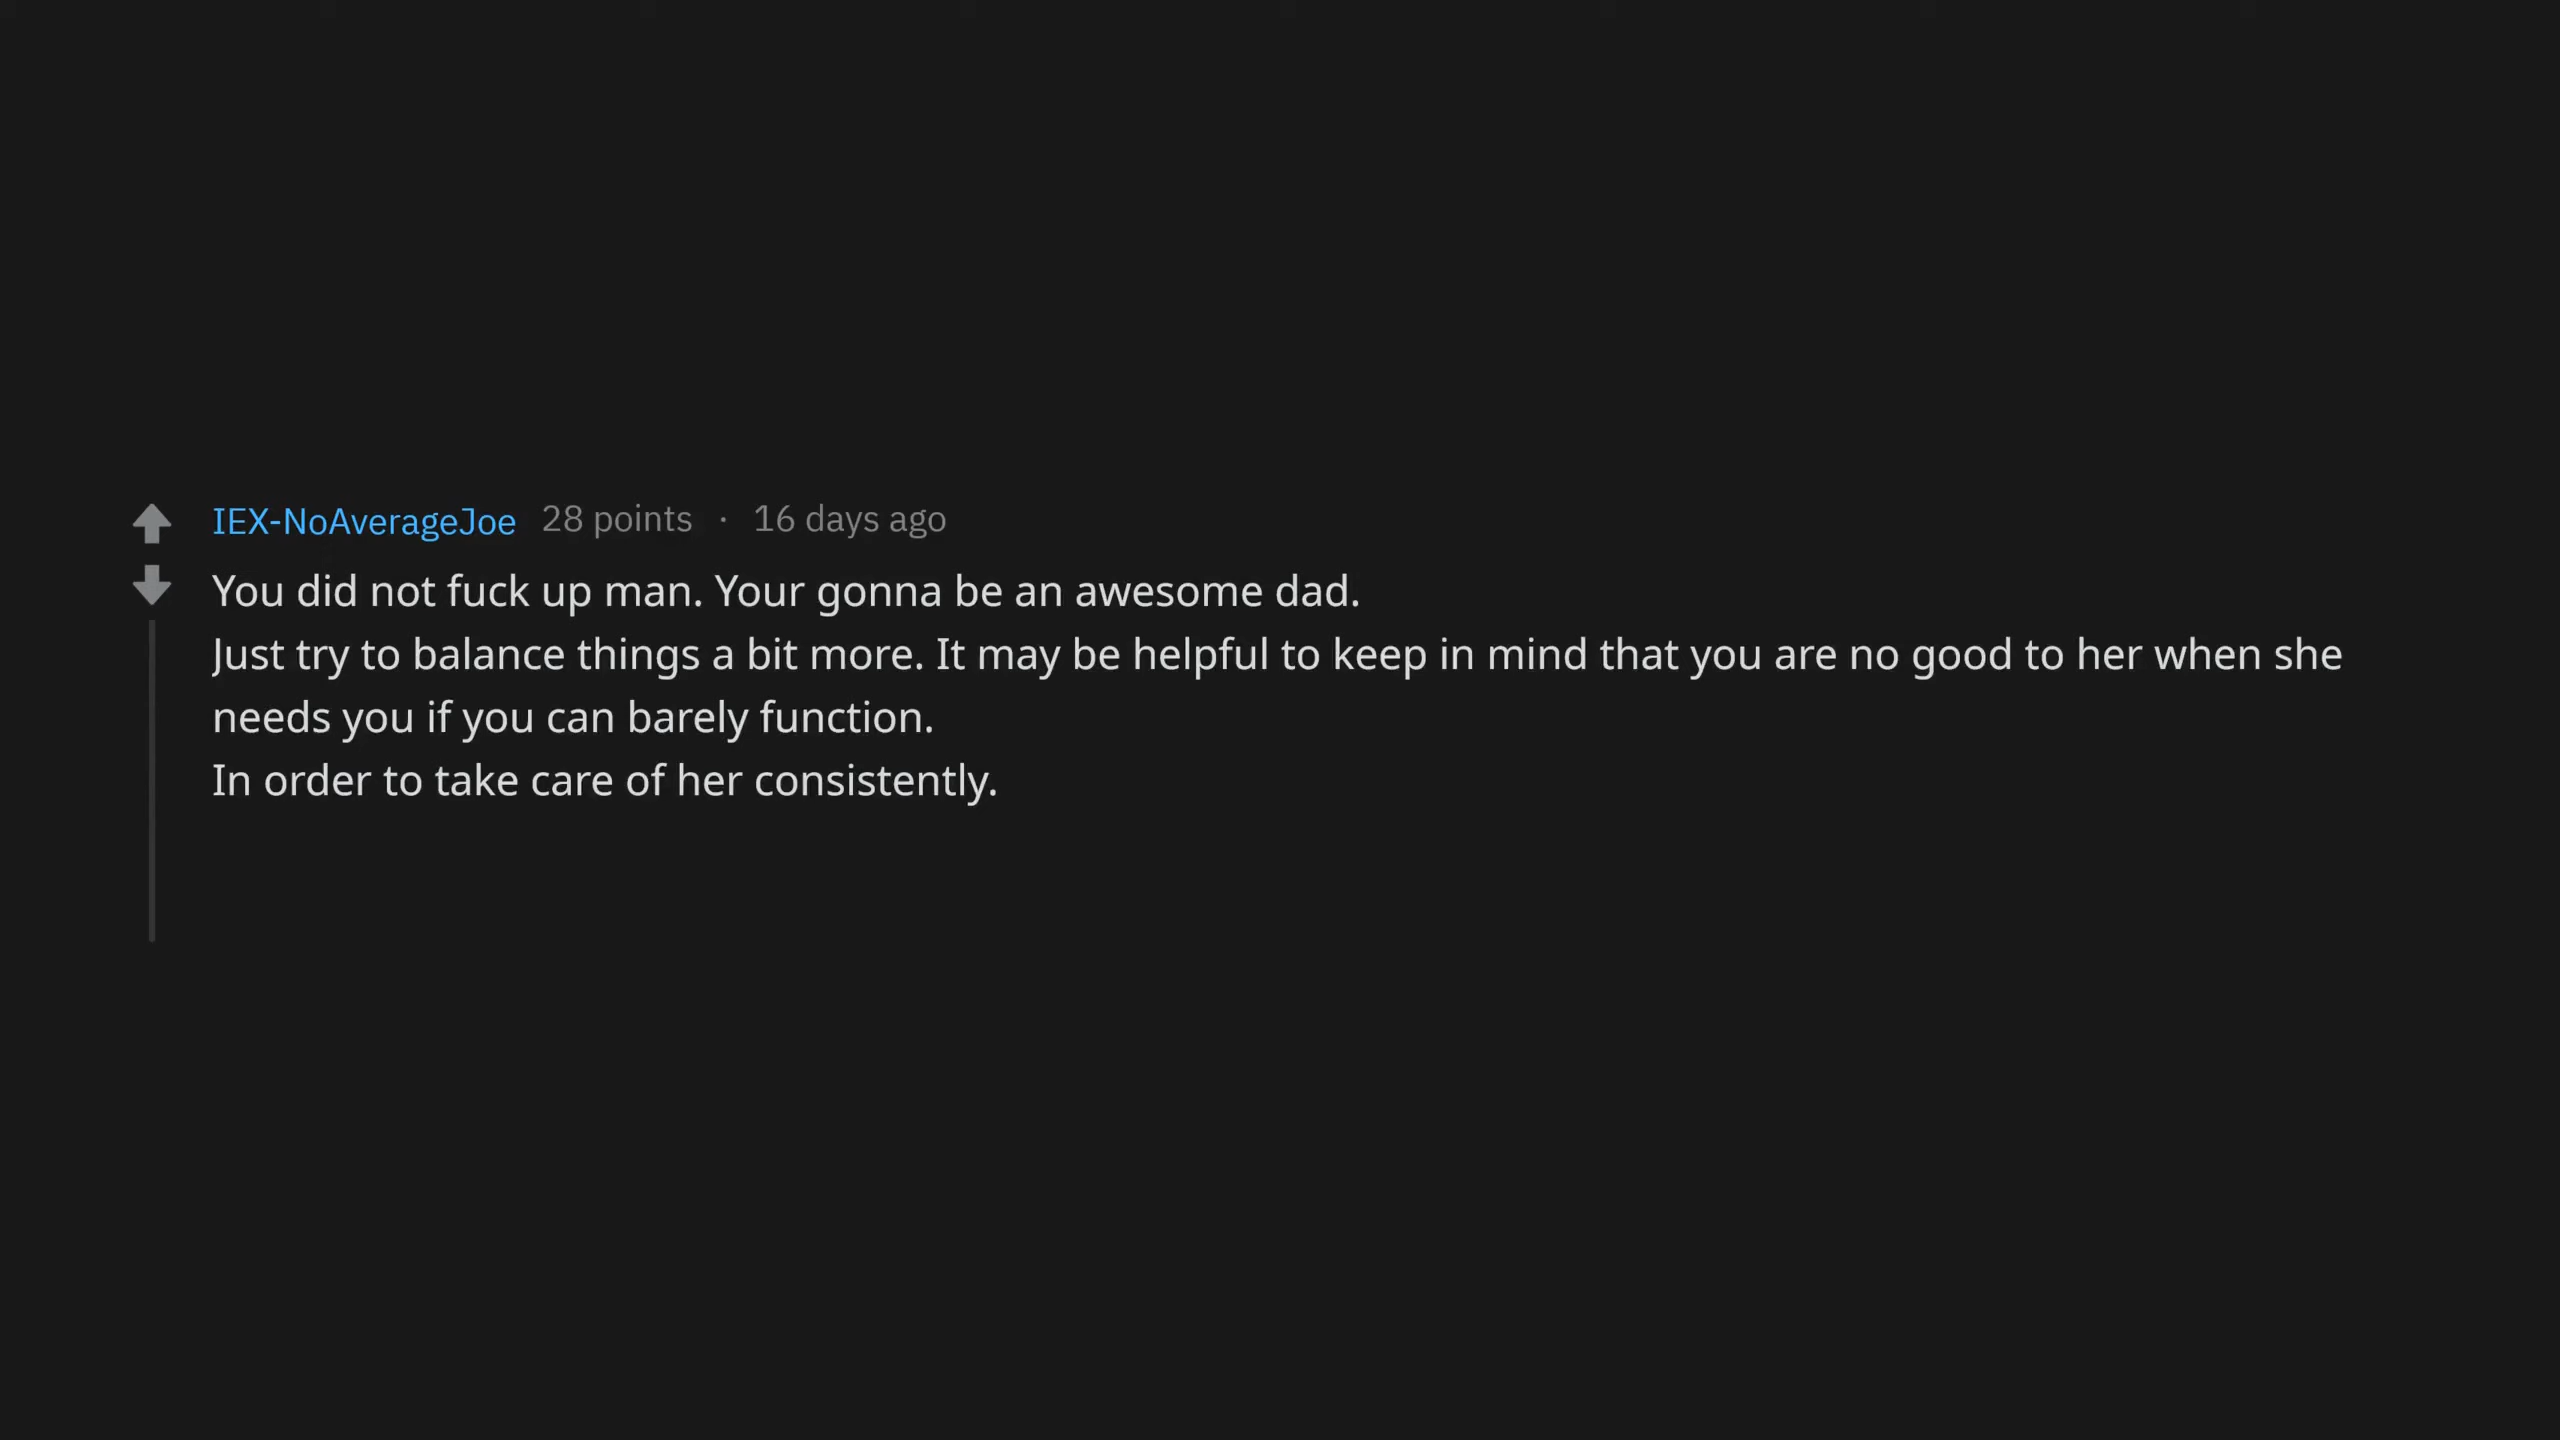 IEX-NoAverageJoe 28 points · 16 days ago
You did not fuck up man. Your gonna be an awesome dad.
Just try to balance things a bit more. It may be helpful to keep in mind that you are no good to her when she
needs you if you can barely function.
In order to take care of her consistently.